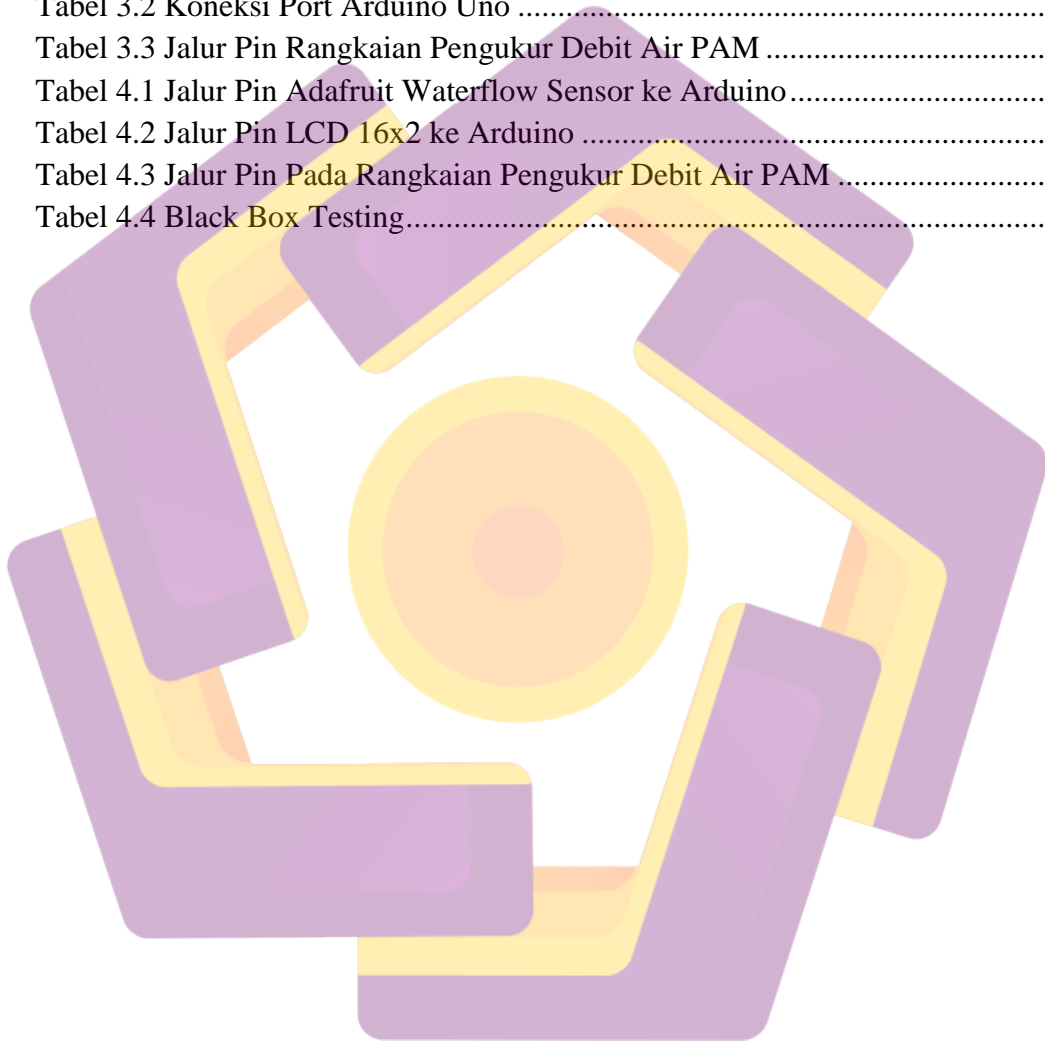 Tabel 3.2 Koneksi Port Arduino Uno ................................................................
Tabel 3.3 Jalur Pin Rangkaian Pengukur Debit Air PAM ...................................
Tabel 4.1 Jalur Pin Adafruit Waterflow Sensor ke Arduino................................
Tabel 4.2 Jalur Pin LCD 16x2 ke Arduino .........................................................
Tabel 4.3 Jalur Pin Pada Rangkaian Pengukur Debit Air PAM ..........................
Tabel 4.4 Black Box Testing................................................................................